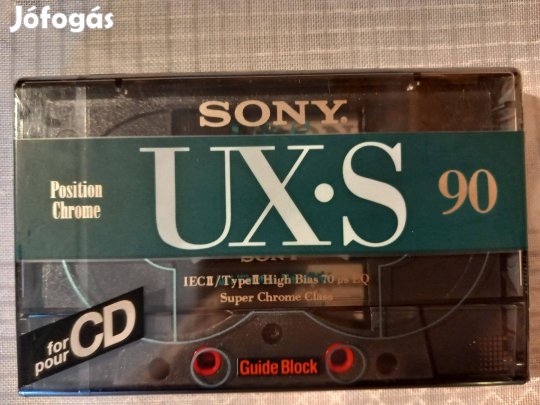 Jófogás
SONY.
Position
Chrome
UX·S
90
SONY
IECII/TypeII High Bias 70 μs EQ
Super Chrome Class
for
pour
CD
Guide Block